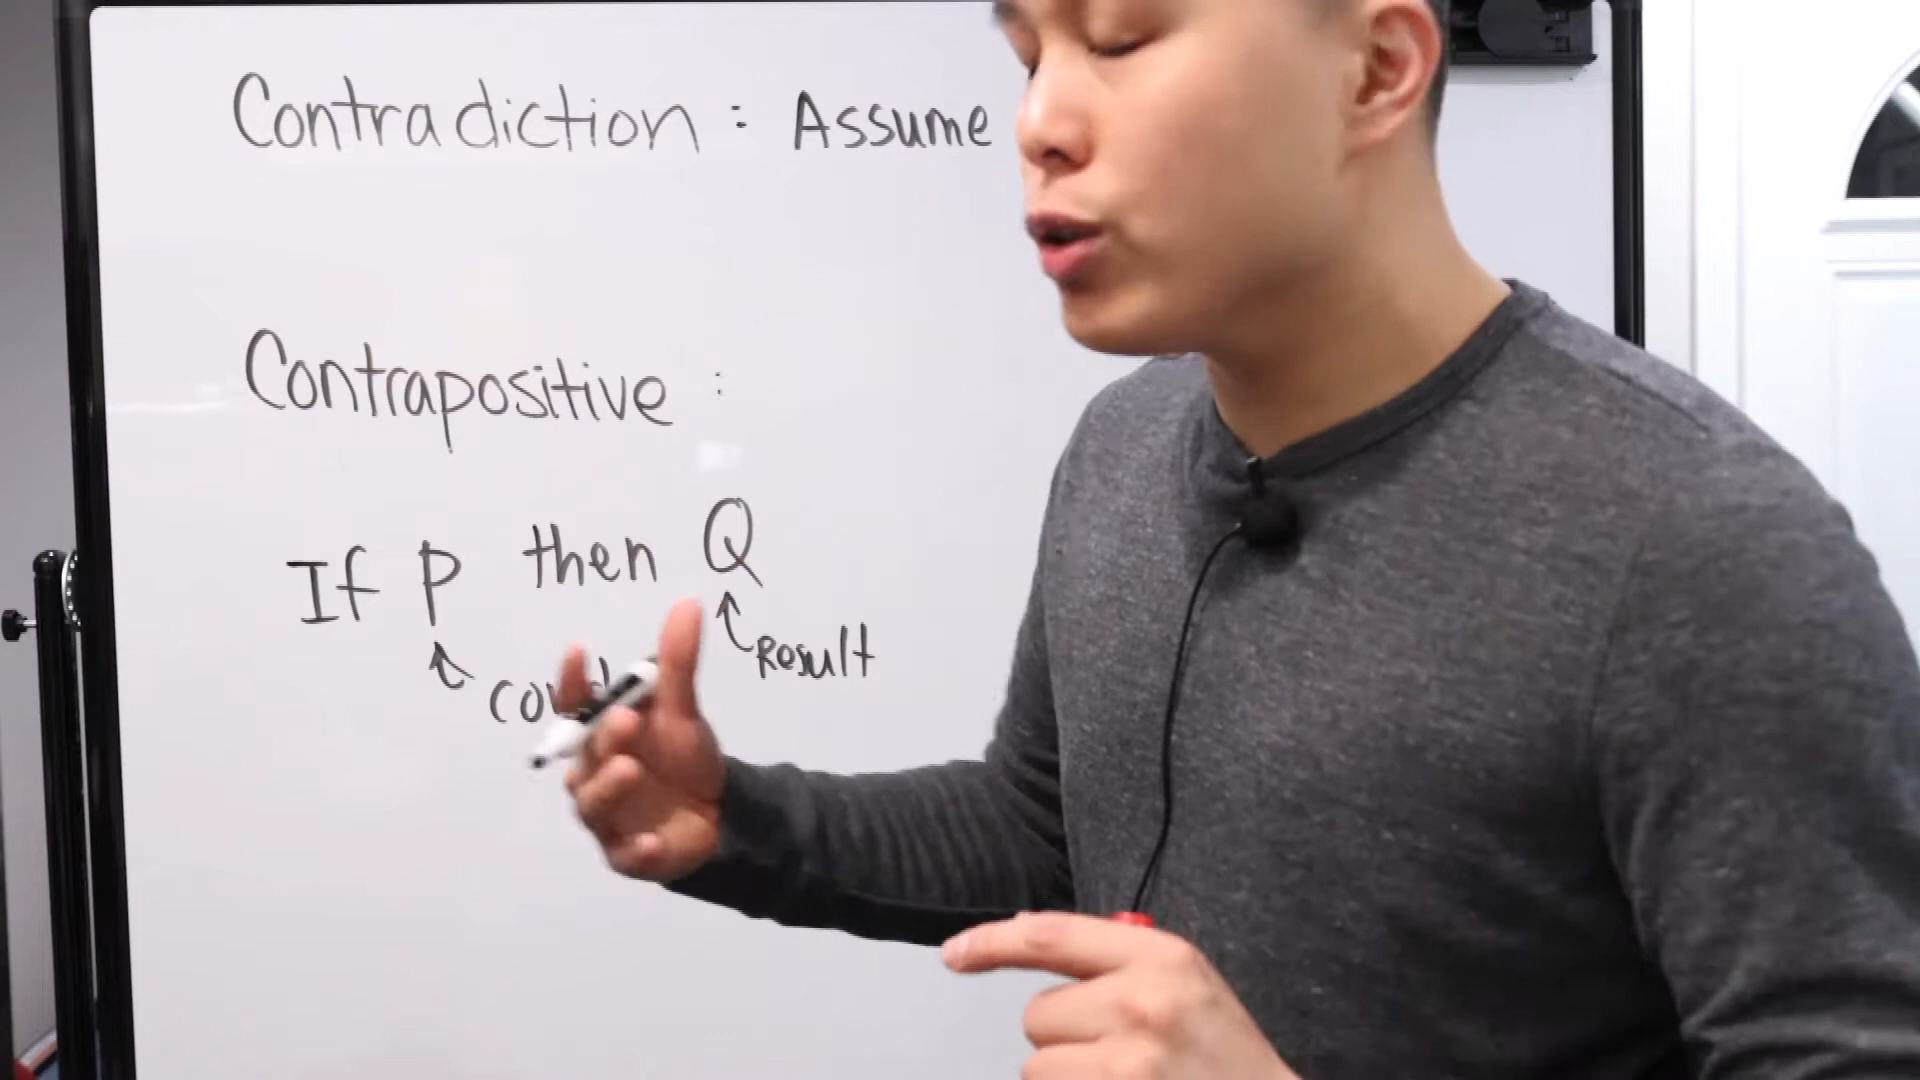 Contradiction : Assume
Contrapositive :
If P then Q
Result